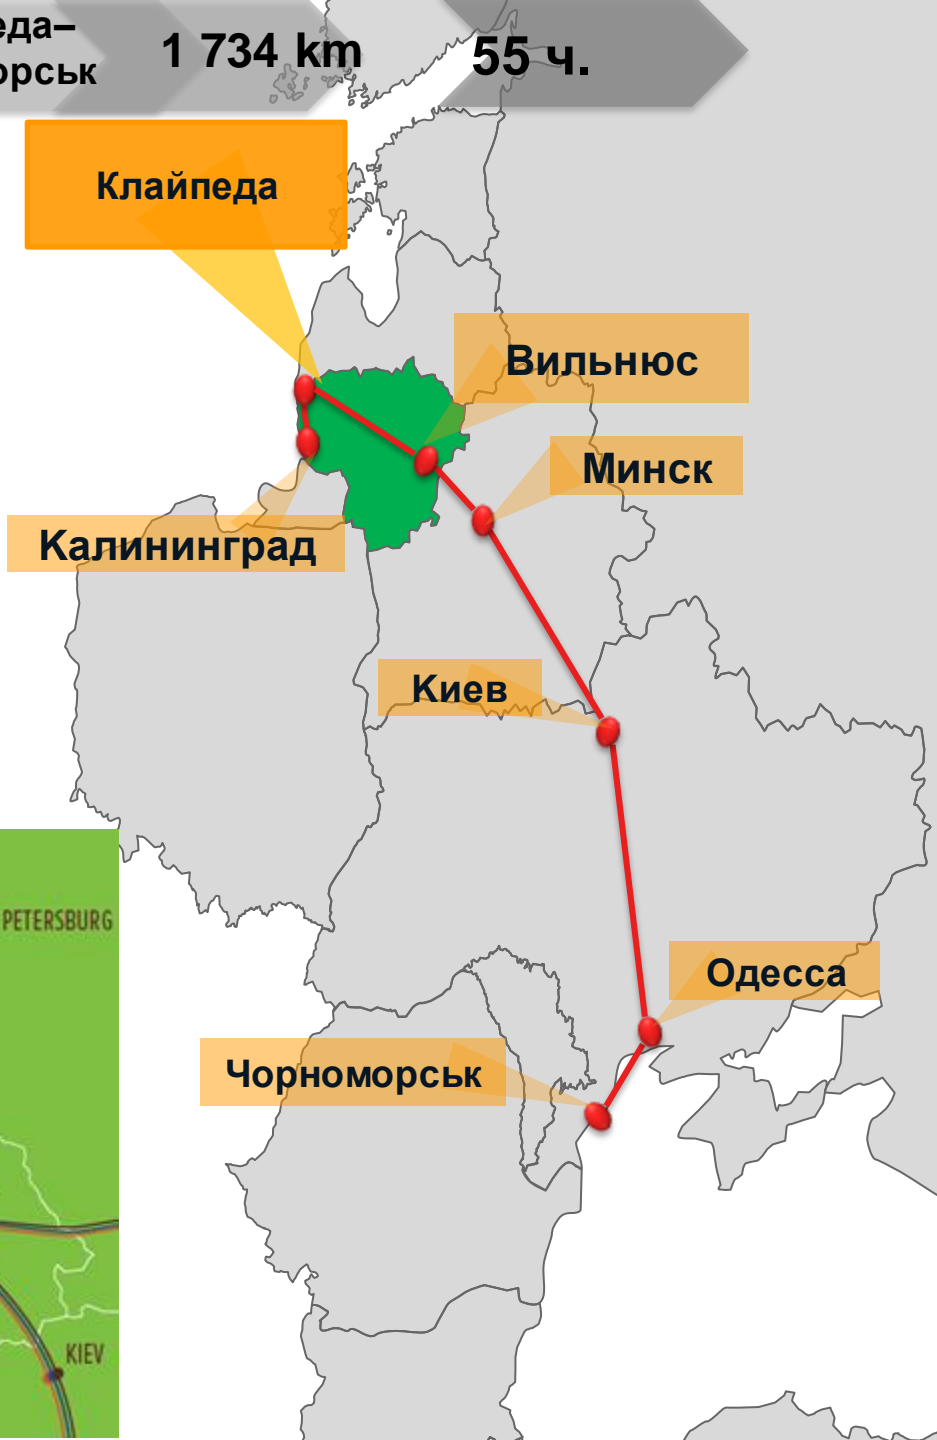 еда–
орськ
1 734 km
55 ч.
Клайпеда
Вильнюс
Минск
Калининград
Киев
PETERSBURG
Одесса
Чорноморськ
KIEV